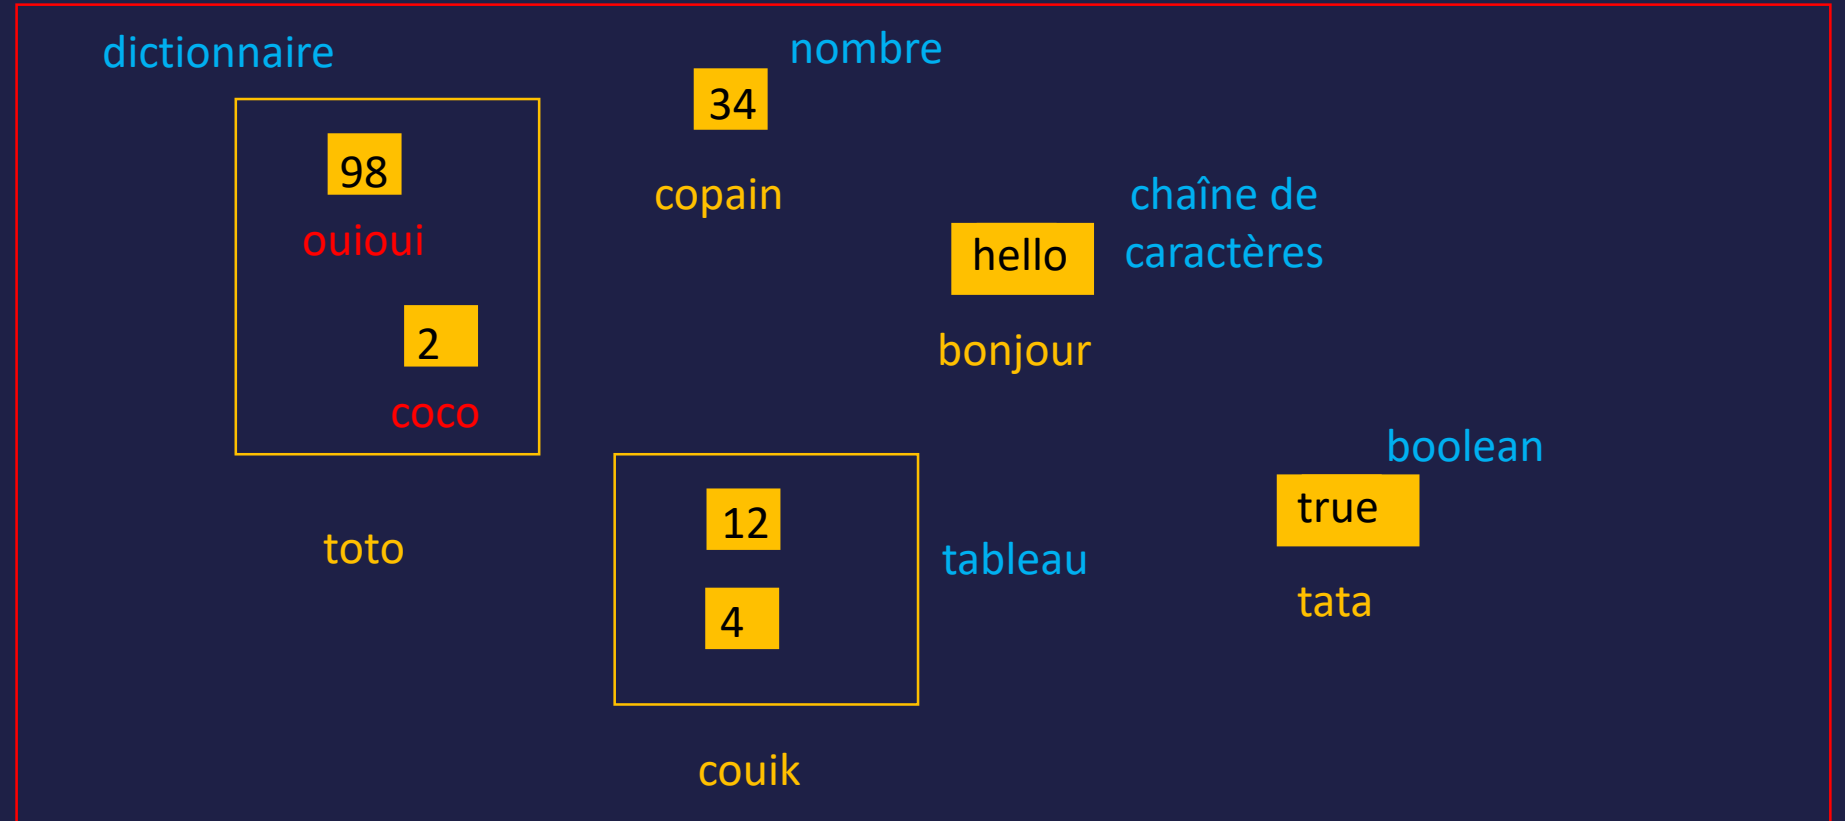 dictionnaire
98
ouioui
2
coco
toto
nombre
34
copain
chaîne de
caractères
hello
bonjour
12
4
tableau
couik
boolean
true
tata